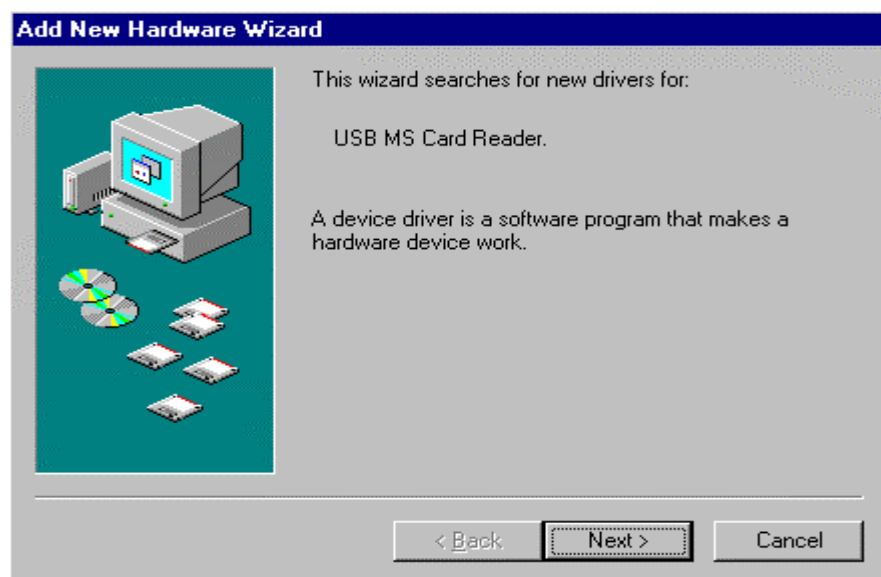 Add New Hardware Wizard
This wizard searches for new drivers for:
USB MS Card Reader.
A device driver is a software program that makes a
hardware device work.
< Back
Next >
Cancel